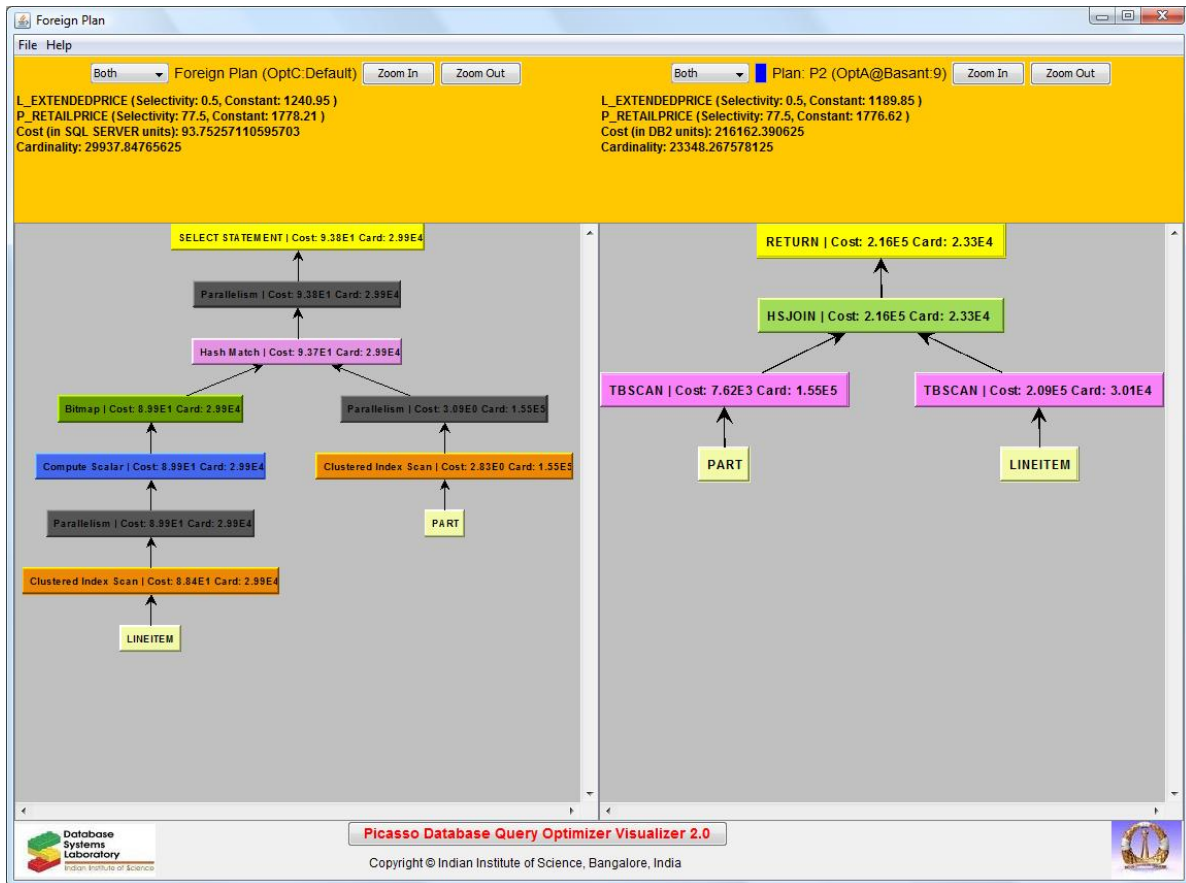 Foreign Plan
File Help
Both Foreign Plan (OptC:Default) Zoom In Zoom Out
L_EXTENDEDPRICE (Selectivity: 0.5, Constant: 1240.95 )
P_RETAILPRICE (Selectivity: 77.5, Constant: 1778.21 )
Cost (in SQL SERVER units): 93.75257110595703
Cardinality: 29937.84765625
Both Plan: P2 (OptA@Basant:9) Zoom In Zoom Out
L_EXTENDEDPRICE (Selectivity: 0.5, Constant: 1189.85 )
P_RETAILPRICE (Selectivity: 77.5, Constant: 1776.62 )
Cost (in DB2 units): 216162.390625
Cardinality: 23348.267578125
SELECT STATEMENT | Cost: 9.38E1 Card: 2.99E4
Parallelism | Cost: 9.38E1 Card: 2.99E4
Hash Match | Cost: 9.37E1 Card: 2.99E4
Bitmap | Cost: 8.99E1 Card: 2.99E4
Parallelism | Cost: 3.09E0 Card: 1.55E5
Compute Scalar | Cost: 8.99E1 Card: 2.99E4
Clustered Index Scan | Cost: 2.83E0 Card: 1.55E5
Parallelism | Cost: 8.99E1 Card: 2.99E4
PART
Clustered Index Scan | Cost: 8.84E1 Card: 2.99E4
LINEITEM
RETURN | Cost: 2.16E5 Card: 2.33E4
HSJOIN | Cost: 2.16E5 Card: 2.33E4
TBSCAN | Cost: 7.62E3 Card: 1.55E5
TBSCAN | Cost: 2.09E5 Card: 3.01E4
PART
LINEITEM
Database
Systems
Laboratory
Indian Institute of Science
Picasso Database Query Optimizer Visualizer 2.0
Copyright © Indian Institute of Science, Bangalore, India